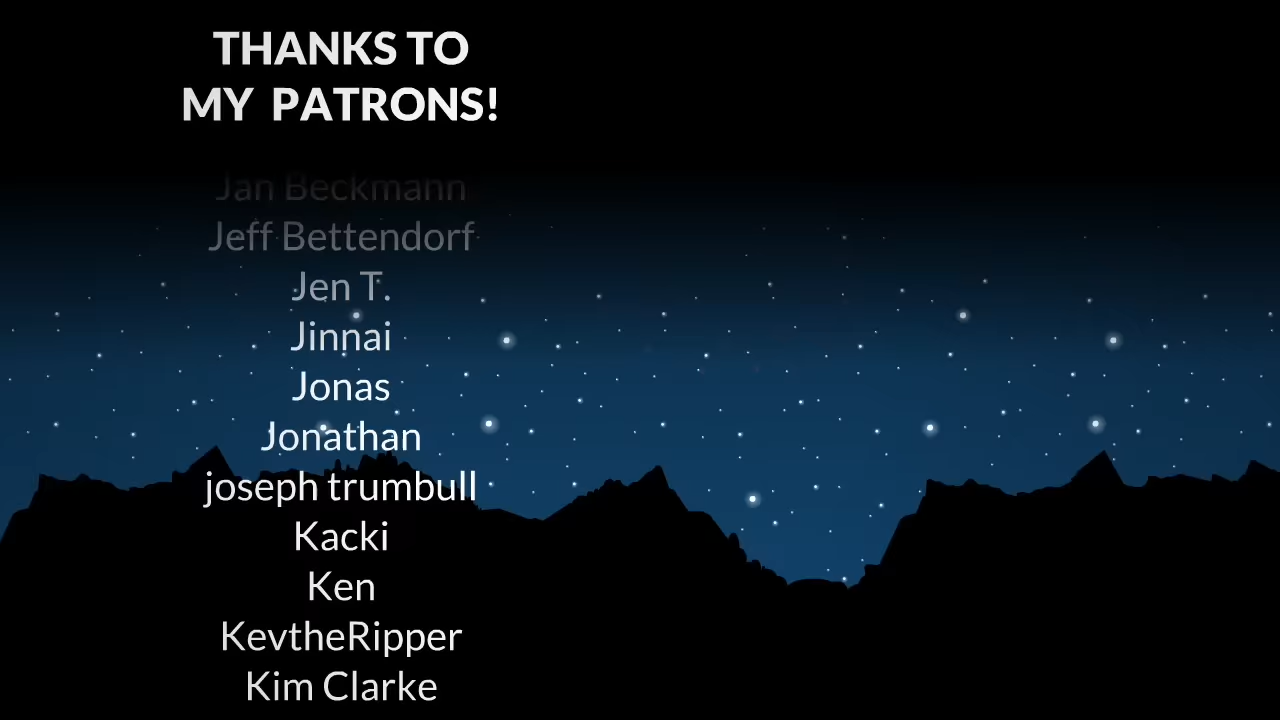 THANKS TO
MY PATRONS!
Jan Beckmann
Jeff Bettendorf
Jen T.
Jinnai
Jonas
Jonathan
joseph trumbull
Kacki
Ken
KevtheRipper
Kim Clarke